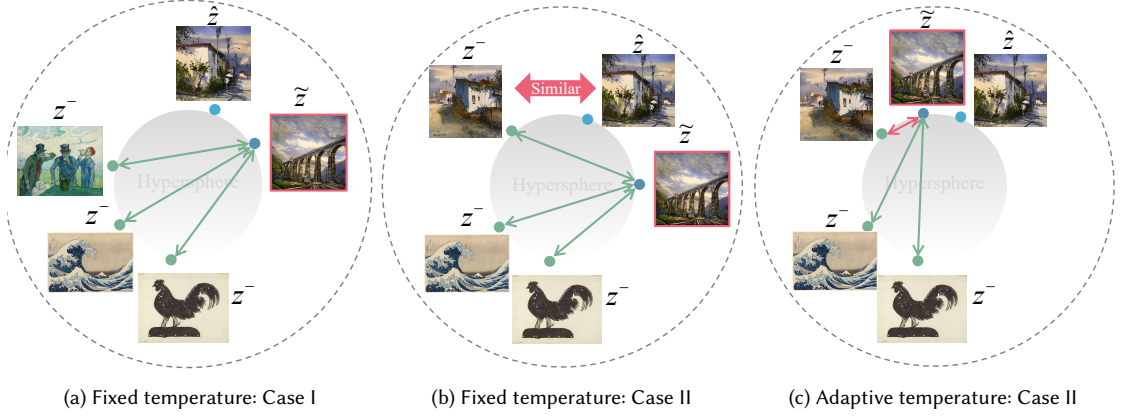 ẑ
z⁻
z̃
Hypersphere
z⁻
z⁻
(a) Fixed temperature: Case I
z⁻
ẑ
Similar
z̃
Hypersphere
z⁻
z⁻
(b) Fixed temperature: Case II
z̃
z⁻
ẑ
Hypersphere
z⁻
z⁻
(c) Adaptive temperature: Case II